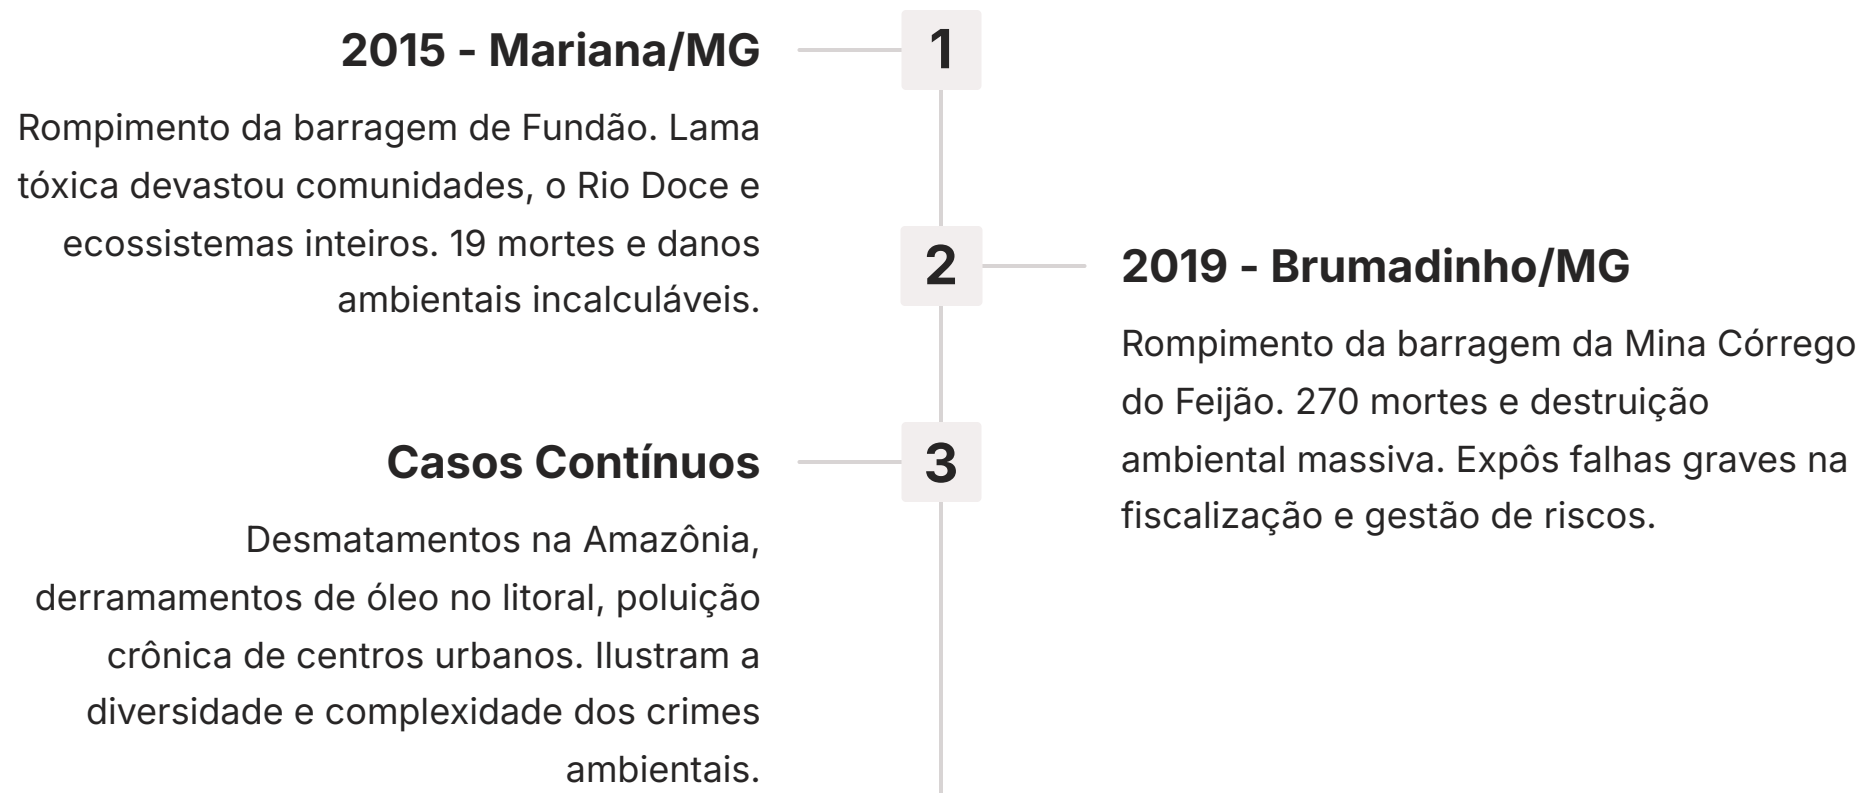 1
2015 - Mariana/MG
Rompimento da barragem de Fundão. Lama
tóxica devastou comunidades, o Rio Doce e
ecossistemas inteiros. 19 mortes e danos
ambientais incalculáveis.
2
2019 - Brumadinho/MG
Rompimento da barragem da Mina Córrego
do Feijão. 270 mortes e destruição
ambiental massiva. Expôs falhas graves na
fiscalização e gestão de riscos.
3
Casos Contínuos
Desmatamentos na Amazônia,
derramamentos de óleo no litoral, poluição
crônica de centros urbanos. Ilustram a
diversidade e complexidade dos crimes
ambientais.